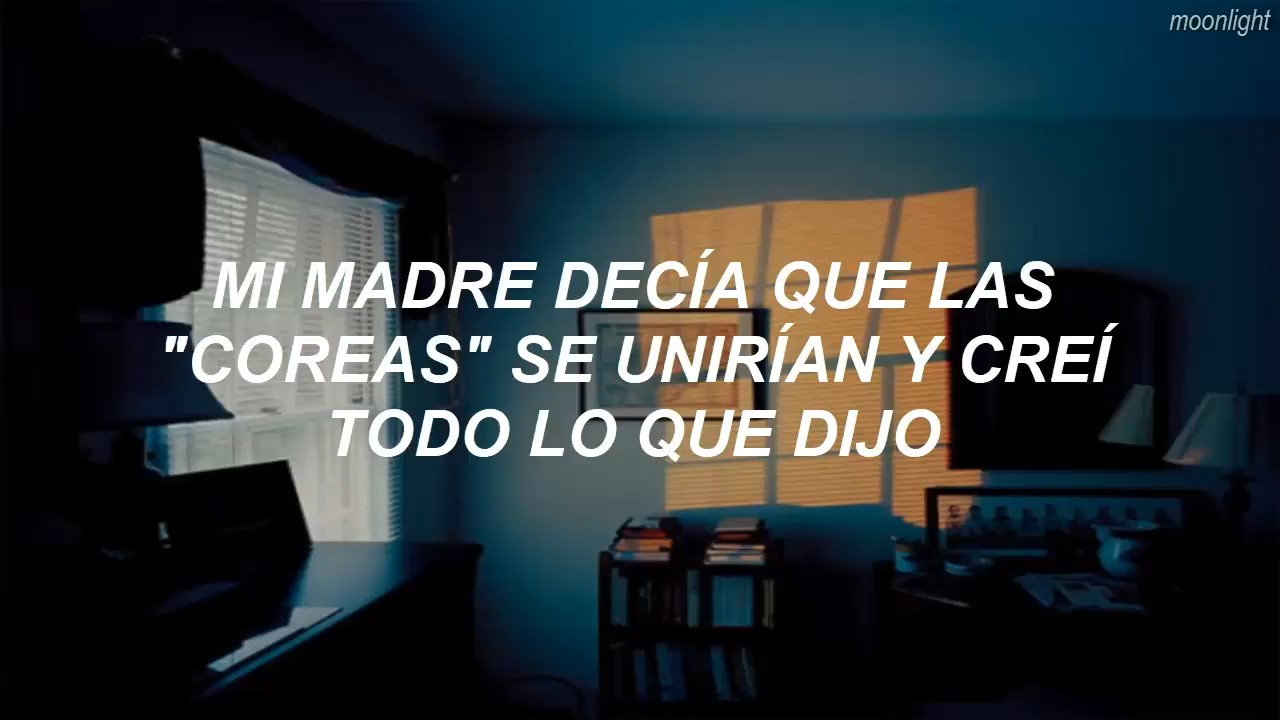 moonlight
MI MADRE DECÍA QUE LAS
"COREAS" SE UNIRÍAN Y CREÍ
TODO LO QUE DIJO